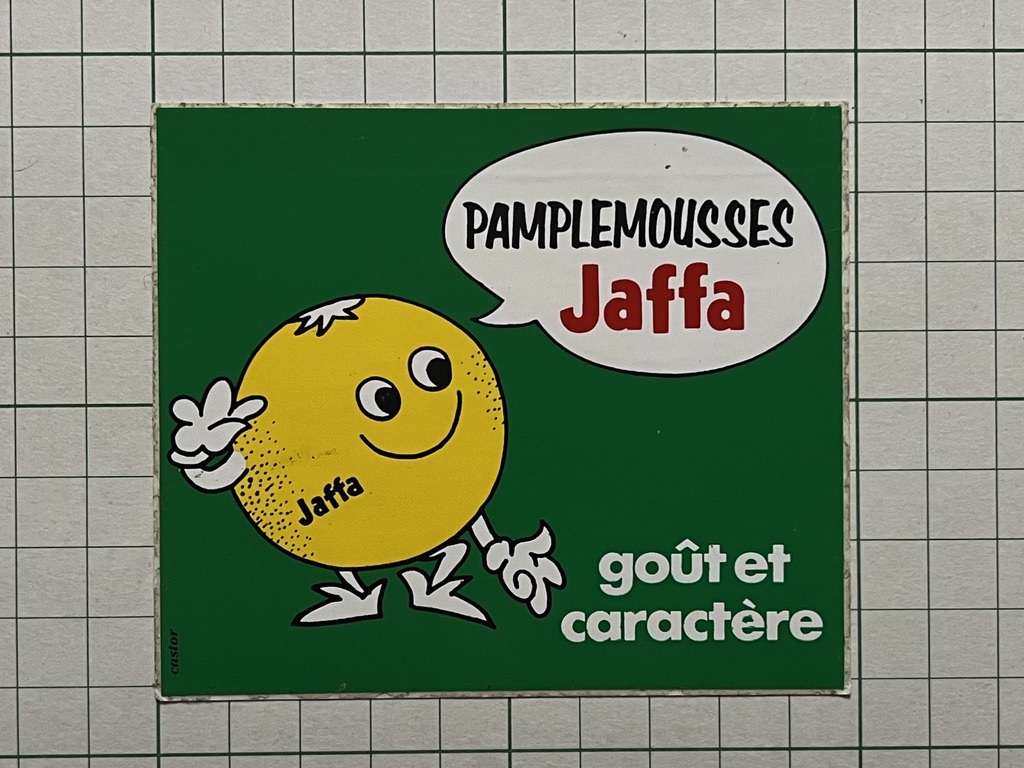 PAMPLEMOUSSES
Jaffa
Jaffa
goût et
caractère
castor